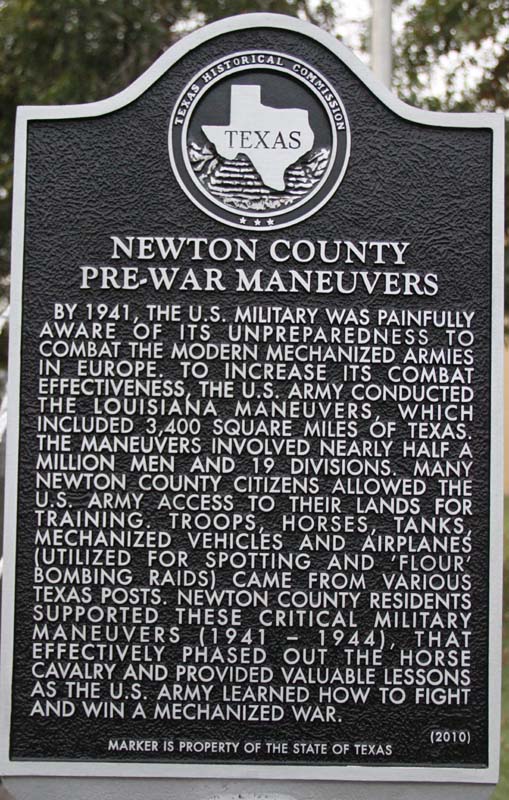 TEXAS HISTORICAL COMMISSION
TEXAS
NEWTON COUNTY
PRE-WAR MANEUVERS
BY 1941, THE U.S. MILITARY WAS PAINFULLY
AWARE OF ITS UNPREPAREDNESS TO
COMBAT THE MODERN MECHANIZED ARMIES
IN EUROPE. TO INCREASE ITS COMBAT
EFFECTIVENESS, THE U.S. ARMY CONDUCTED
THE LOUISIANA MANEUVERS, WHICH
INCLUDED 3,400 SQUARE MILES OF TEXAS.
THE MANEUVERS INVOLVED NEARLY HALF A
MILLION MEN AND 19 DIVISIONS. MANY
NEWTON COUNTY CITIZENS ALLOWED THE
U.S. ARMY ACCESS TO THEIR LANDS FOR
TRAINING. TROOPS, HORSES, TANKS,
MECHANIZED VEHICLES AND AIRPLANES
(UTILIZED FOR SPOTTING AND 'FLOUR'
BOMBING RAIDS) CAME FROM VARIOUS
TEXAS POSTS. NEWTON COUNTY RESIDENTS
SUPPORTED THESE CRITICAL MILITARY
MANEUVERS (1941 – 1944), THAT
EFFECTIVELY PHASED OUT THE HORSE
CAVALRY AND PROVIDED VALUABLE LESSONS
AS THE U.S. ARMY LEARNED HOW TO FIGHT
AND WIN A MECHANIZED WAR.
(2010)
MARKER IS PROPERTY OF THE STATE OF TEXAS